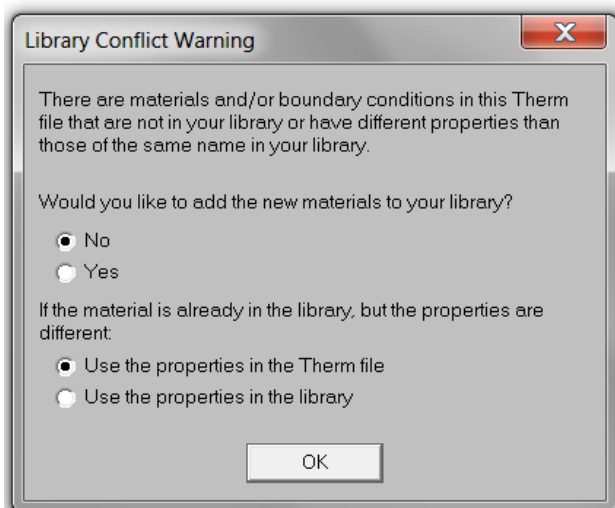 Library Conflict Warning
There are materials and/or boundary conditions in this Therm
file that are not in your library or have different properties than
those of the same name in your library.
Would you like to add the new materials to your library?
No
Yes
If the material is already in the library, but the properties are
different:
Use the properties in the Therm file
Use the properties in the library
OK